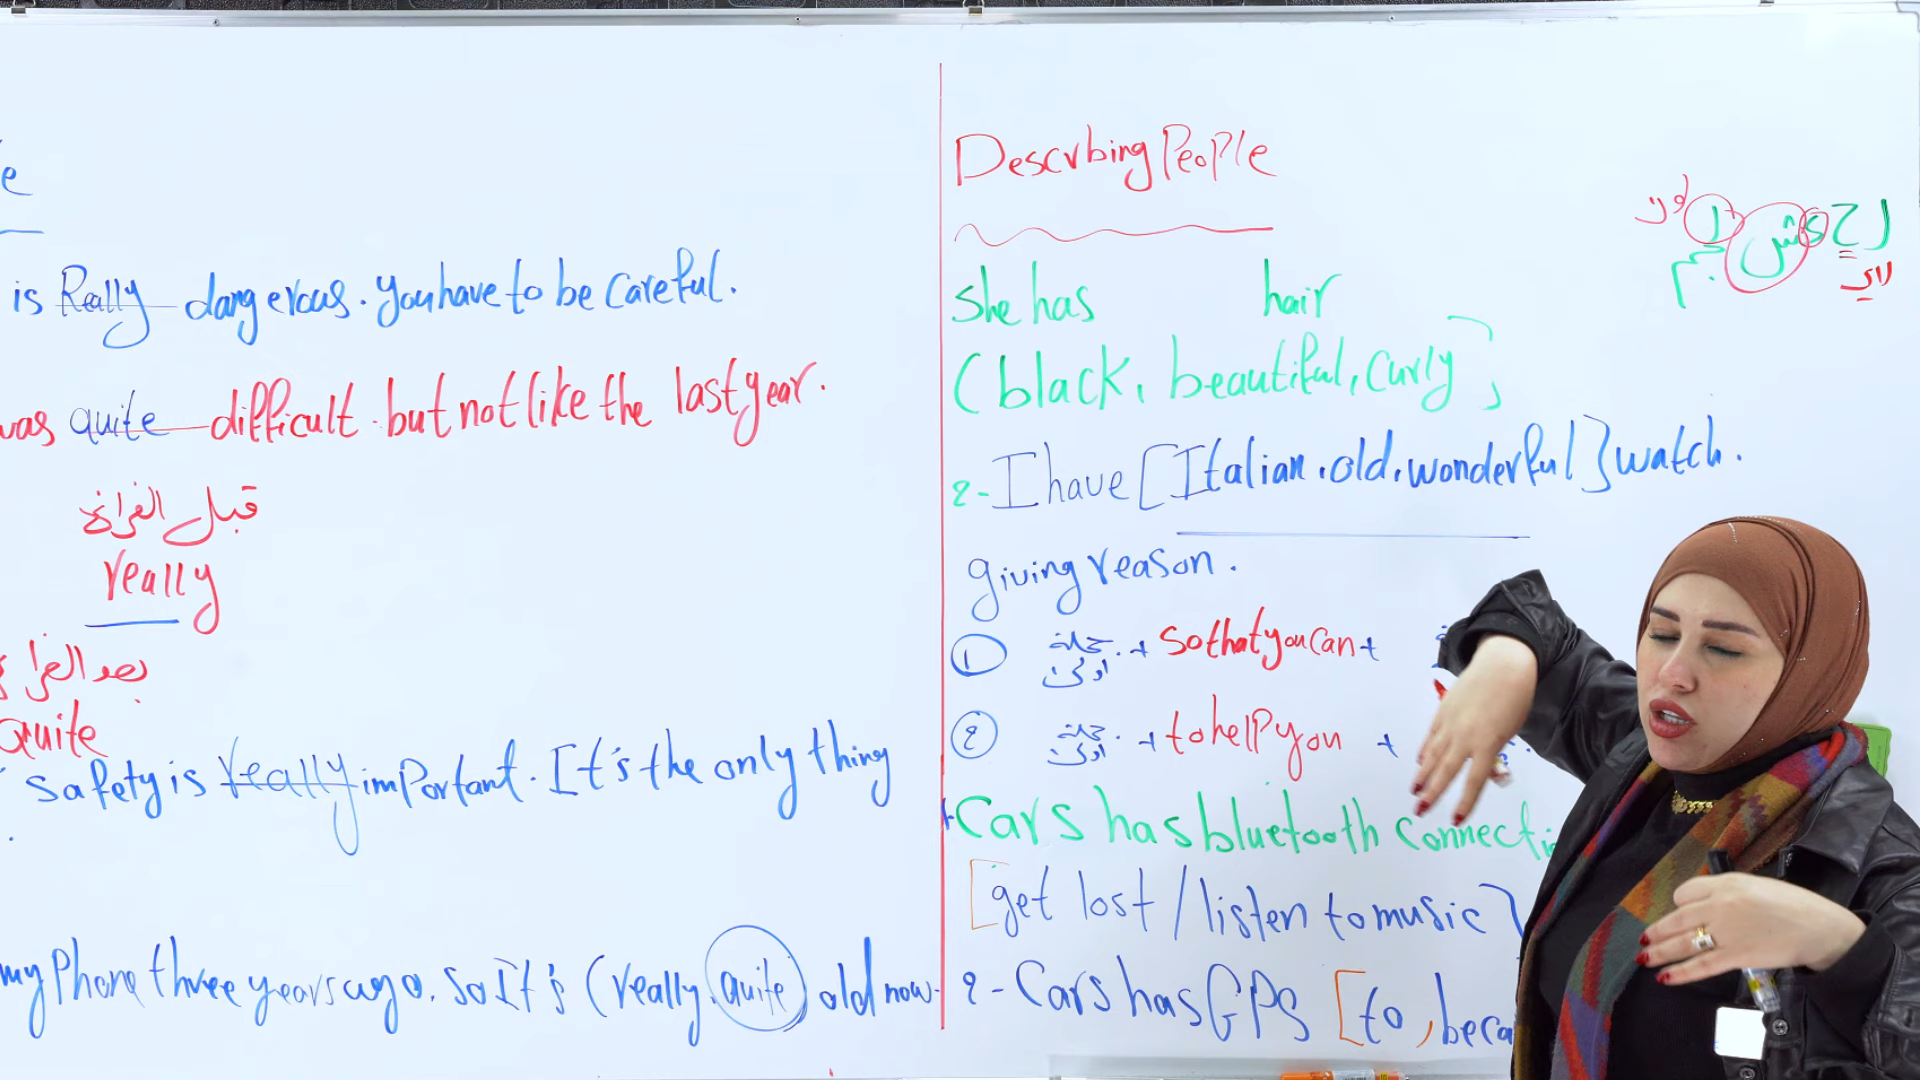 e
is Really dangerous. you have to be careful.
was quite difficult but not like the last year.
قبل الفراغ
really
بعد الفراغ
quite
safety is really important. It's the only thing
my Phone three years ago. So It's (really, quite) old now.
Descrbing People
she has hair
(black, beautiful, curly)
2- I have [Italian, old, wonderful] watch.
giving reason.
1 جملة اولى + so that you can +
2 جملة اولى + to help you +
Cars has bluetooth connecti
[get lost / listen to music]
2- Cars has GPS [to, beca